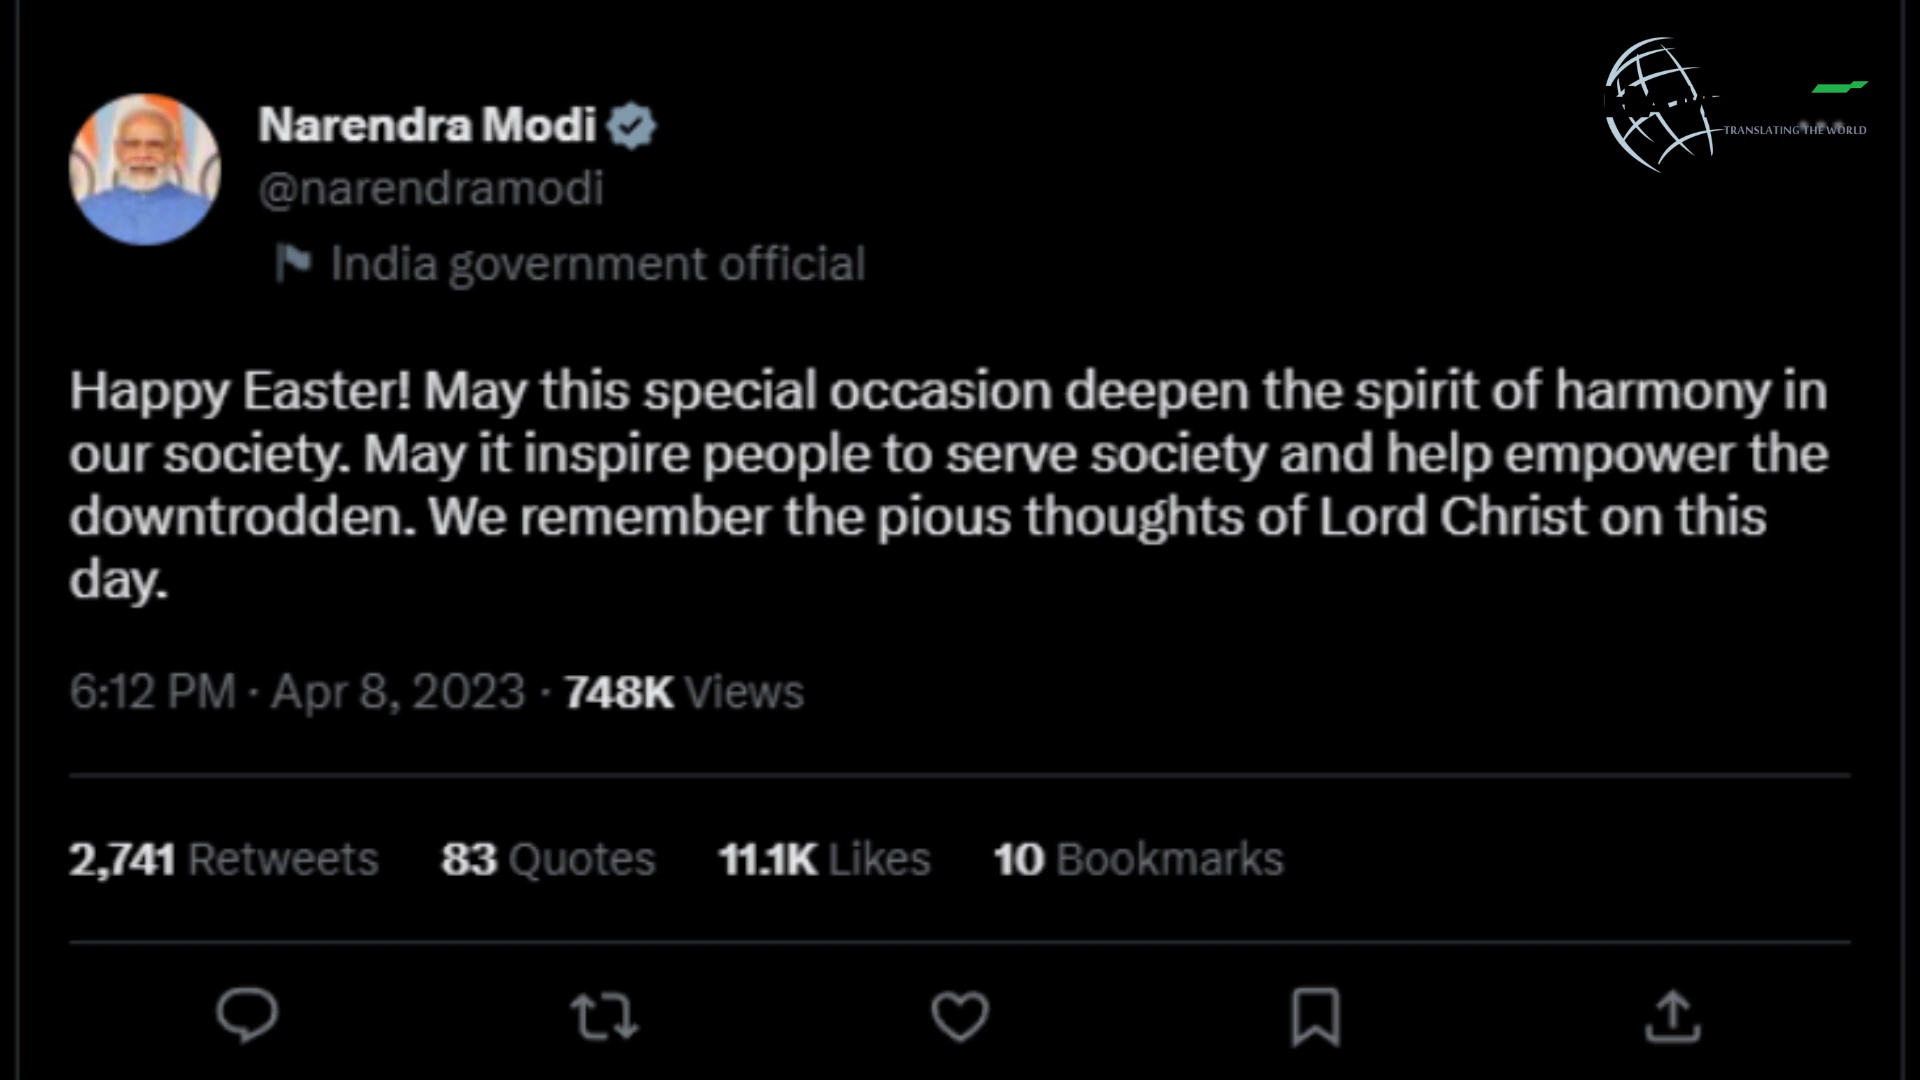 Narendra Modi
@narendramodi
India government official
TRANSLATING THE WORLD
Happy Easter! May this special occasion deepen the spirit of harmony in
our society. May it inspire people to serve society and help empower the
downtrodden. We remember the pious thoughts of Lord Christ on this
day.
6:12 PM · Apr 8, 2023 · 748K Views
2,741 Retweets 83 Quotes 11.1K Likes 10 Bookmarks